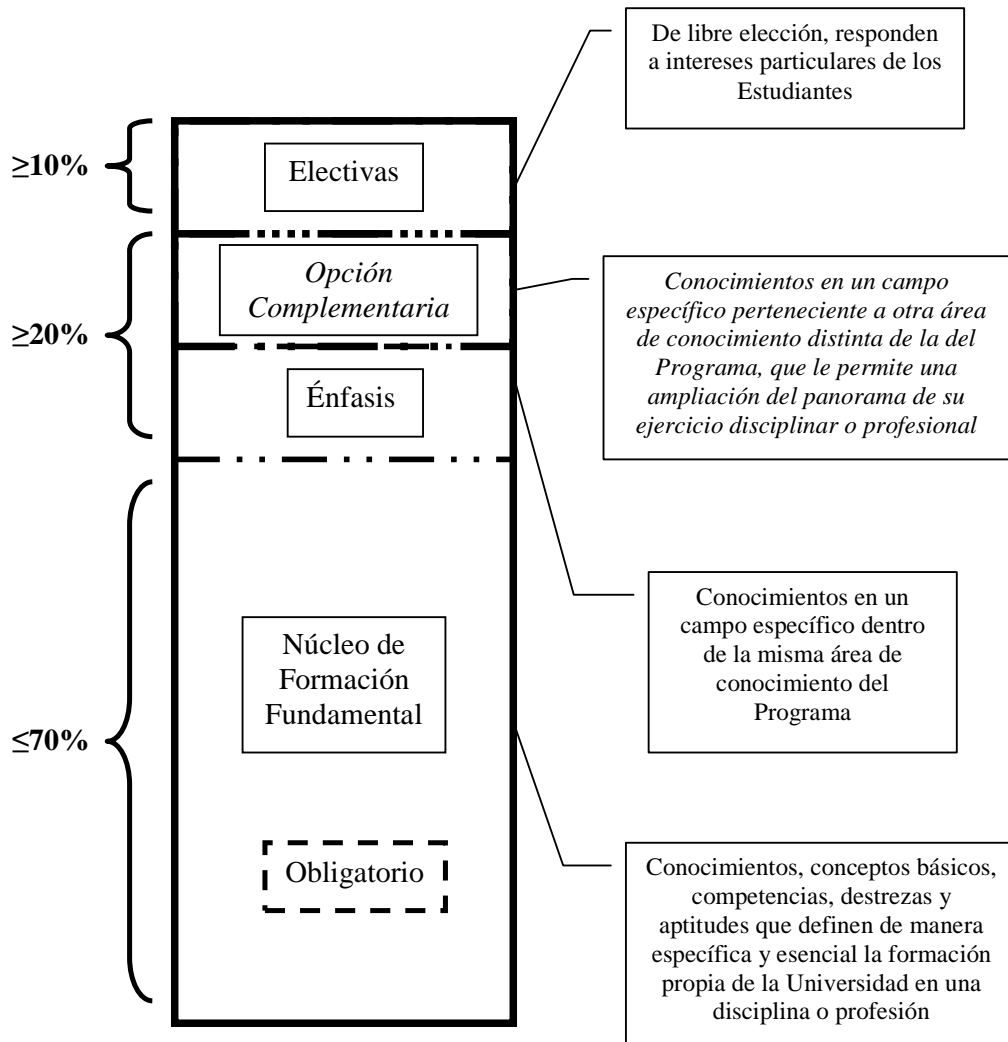 De libre elección, responden
a intereses particulares de los
Estudiantes
≥10%
Electivas
Opción
Complementaria
≥20%
Énfasis
Conocimientos en un campo
específico perteneciente a otra área
de conocimiento distinta de la del
Programa, que le permite una
ampliación del panorama de su
ejercicio disciplinar o profesional
Conocimientos en un
campo específico dentro
de la misma área de
conocimiento del
Programa
Núcleo de
Formación
Fundamental
≤70%
Obligatorio
Conocimientos, conceptos básicos,
competencias, destrezas y
aptitudes que definen de manera
específica y esencial la formación
propia de la Universidad en una
disciplina o profesión